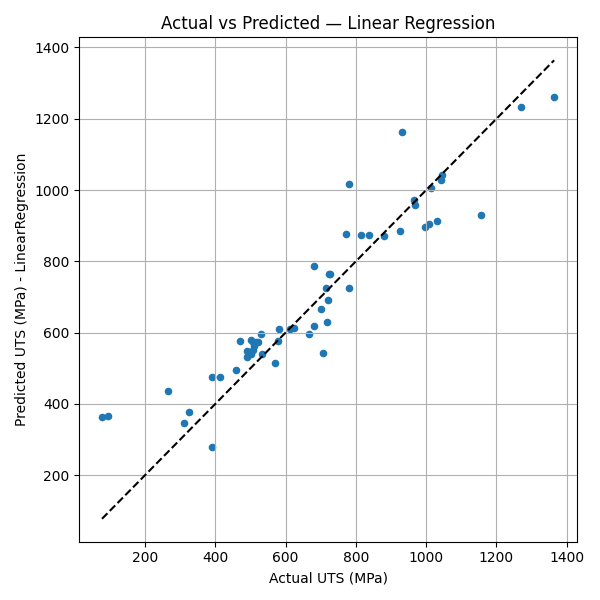 Actual vs Predicted — Linear Regression
Predicted UTS (MPa) - LinearRegression
1400
1200
1000
800
600
400
200
200 400 600 800 1000 1200 1400
Actual UTS (MPa)